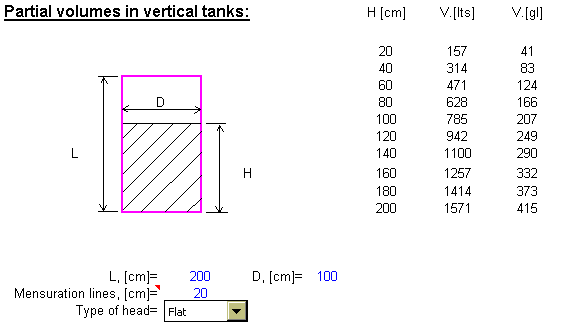 Partial volumes in vertical tanks:
H [cm] V.[lts] V.[gl]
20 157 41
40 314 83
60 471 124
80 628 166
100 785 207
120 942 249
140 1100 290
160 1257 332
180 1414 373
200 1571 415
D
L
H
L, [cm]= 200 D, [cm]= 100
Mensuration lines, [cm]= 20
Type of head= Flat